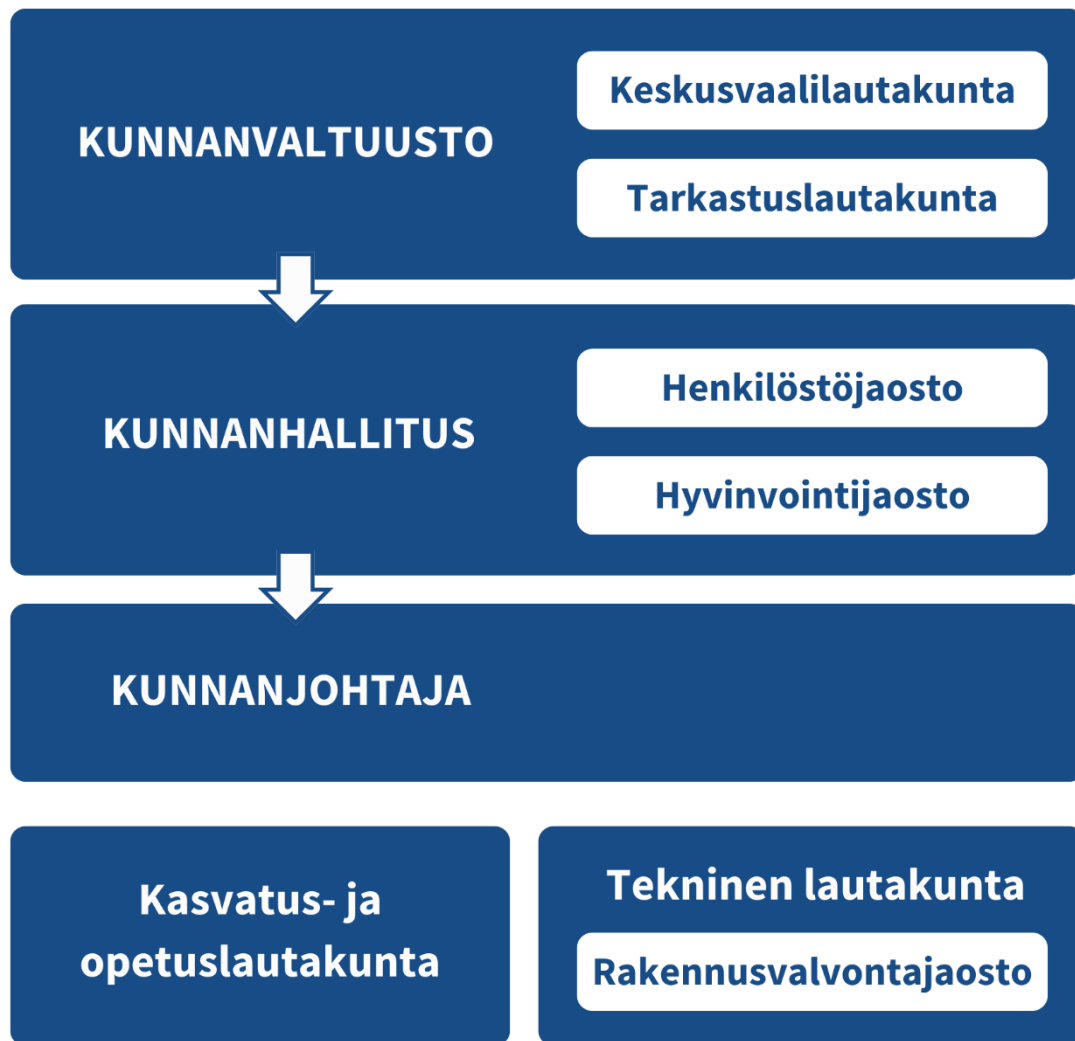 KUNNANVALTUUSTO
Keskusvaalilautakunta
Tarkastuslautakunta
KUNNANHALLITUS
Henkilöstöjaosto
Hyvinvointijaosto
KUNNANJOHTAJA
Kasvatus- ja
opetuslautakunta
Tekninen lautakunta
Rakennusvalvontajaosto